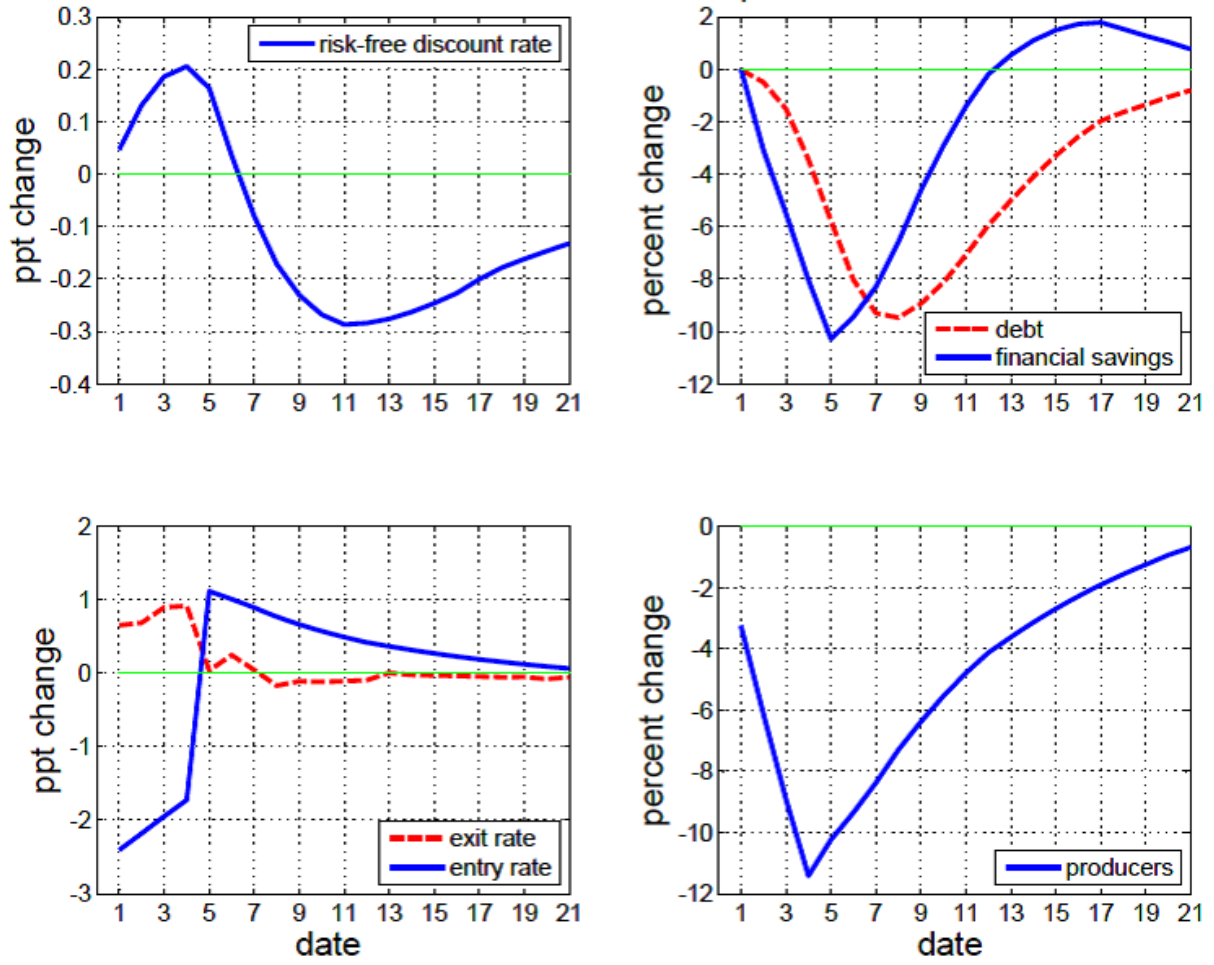 ppt change
0.3
0.2
0.1
0
-0.1
-0.2
-0.3
-0.4
risk-free discount rate
1 3 5 7 9 11 13 15 17 19 21
percent change
2
0
-2
-4
-6
-8
-10
-12
debt
financial savings
1 3 5 7 9 11 13 15 17 19 21
ppt change
2
1
0
-1
-2
-3
exit rate
entry rate
1 3 5 7 9 11 13 15 17 19 21
date
percent change
0
-2
-4
-6
-8
-10
-12
producers
1 3 5 7 9 11 13 15 17 19 21
date